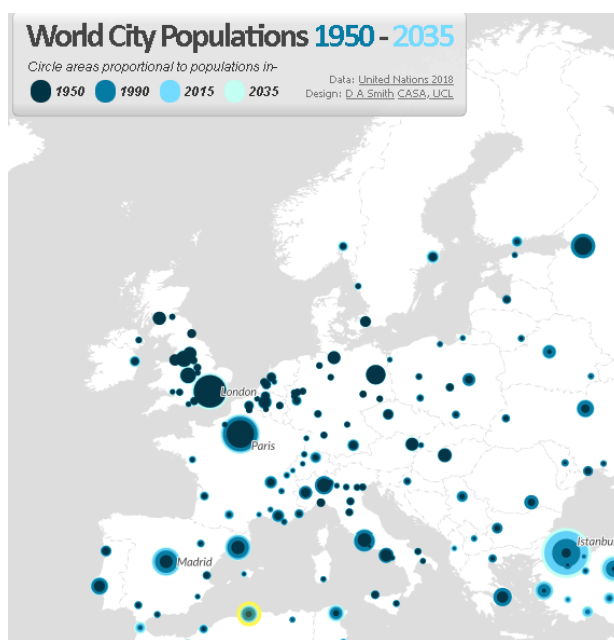 World City Populations 1950 - 2035
Circle areas proportional to populations in-
1950 1990 2015 2035
Data: United Nations 2018
Design: D A Smith CASA, UCL
London
Paris
Istanbu
Madrid